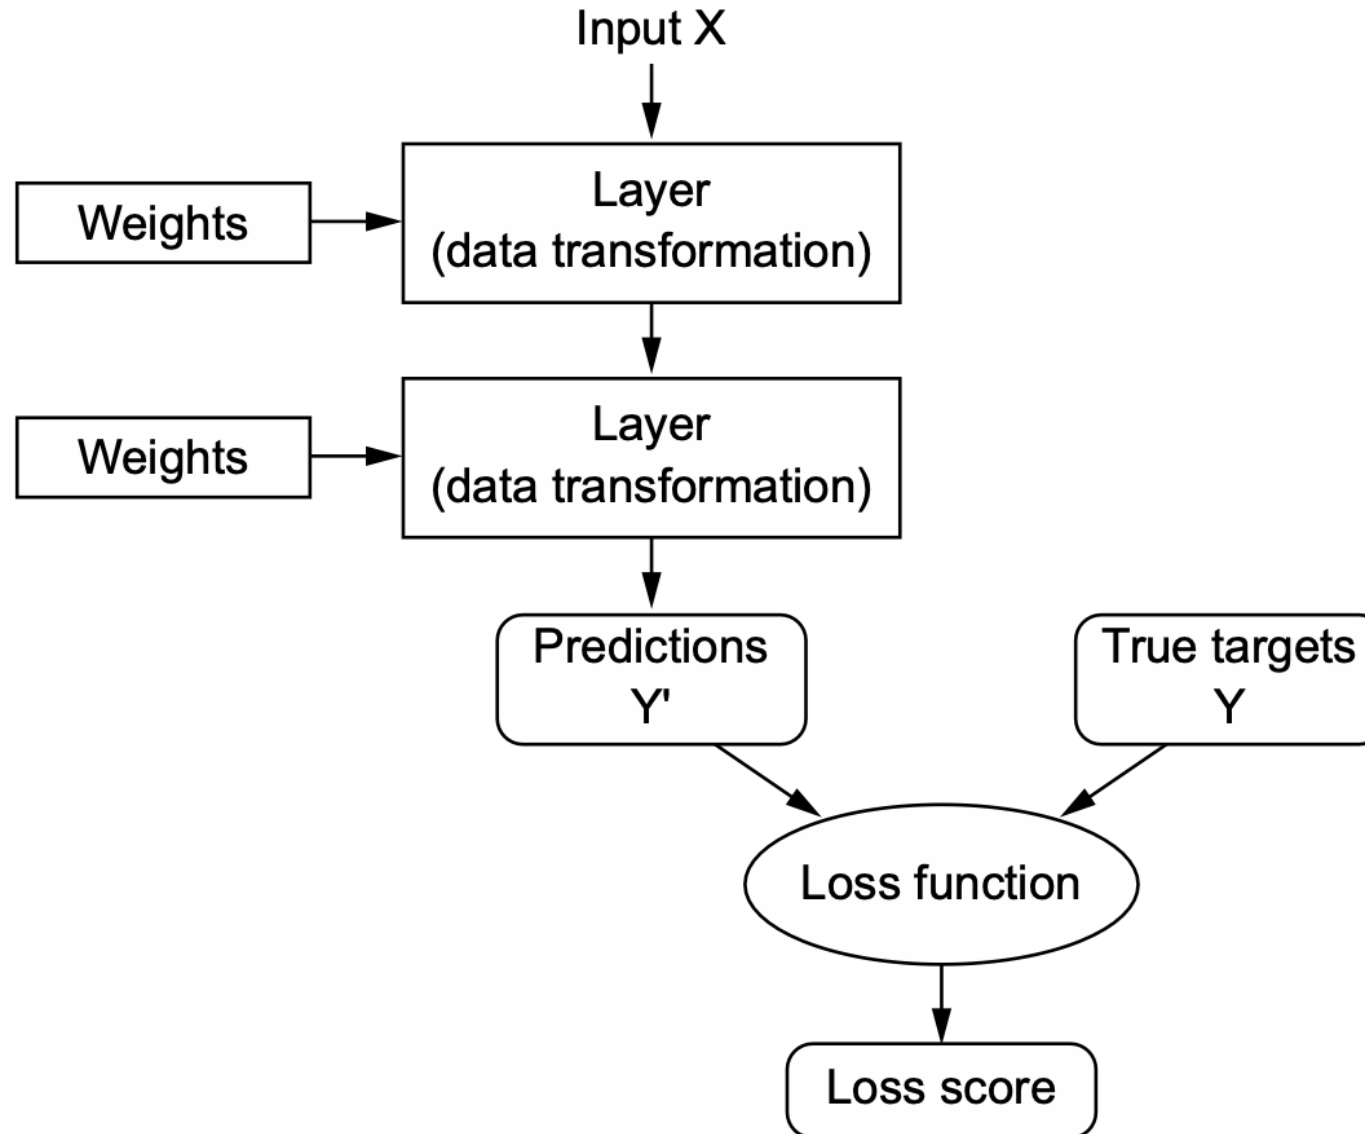 Input X
Weights
Layer
(data transformation)
Weights
Layer
(data transformation)
Predictions
Y'
True targets
Y
Loss function
Loss score